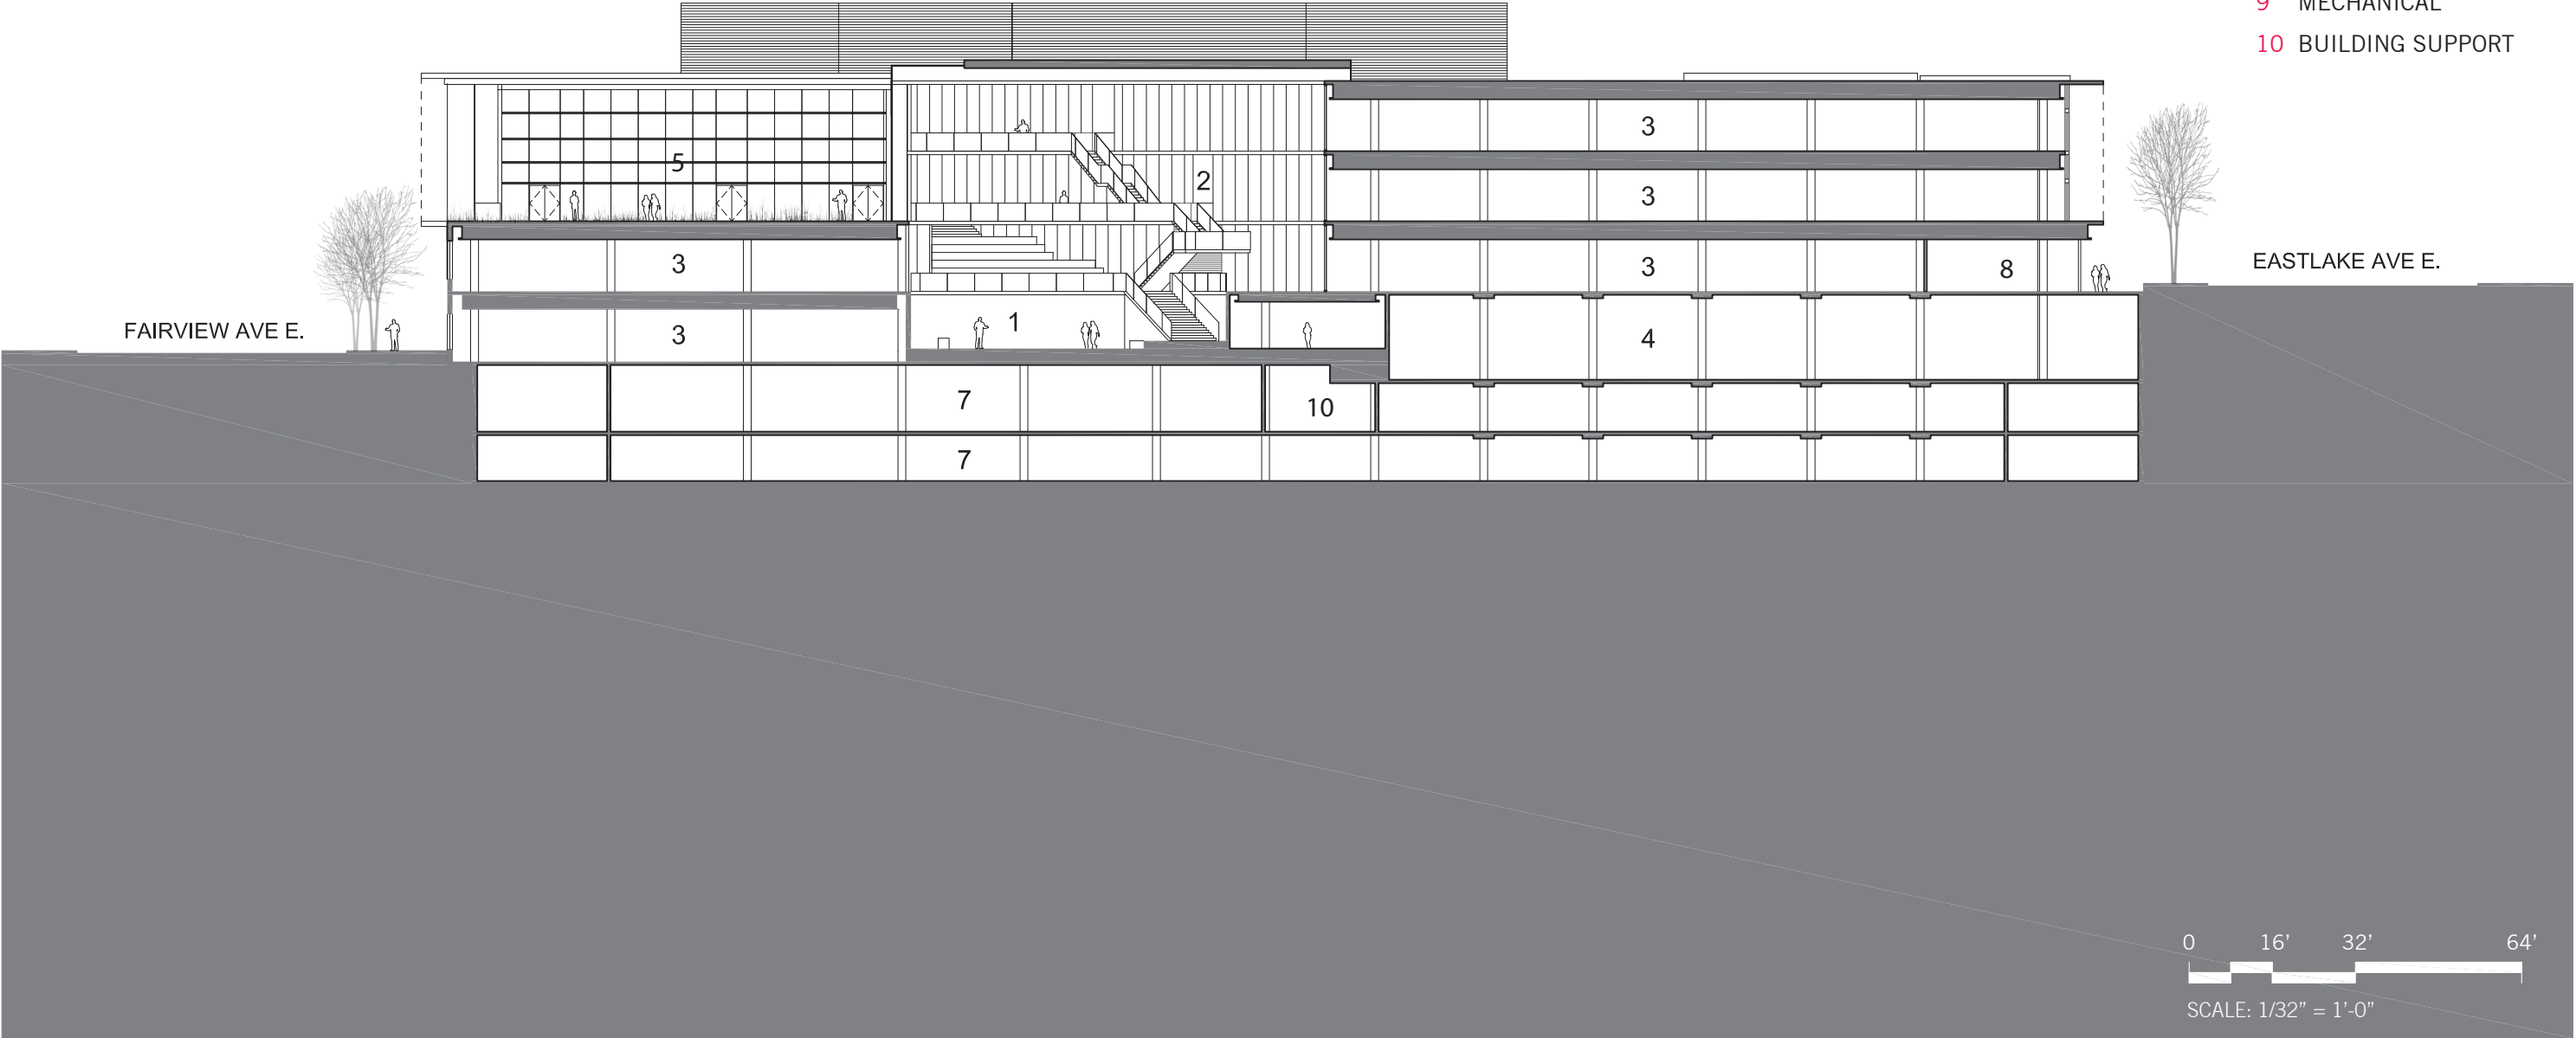 9 MECHANICAL
10 BUILDING SUPPORT
3
5
2
3
3
3
8
EASTLAKE AVE E.
1
FAIRVIEW AVE E.
3
4
7
10
7
0 16’ 32’ 64’
SCALE: 1/32” = 1’-0”